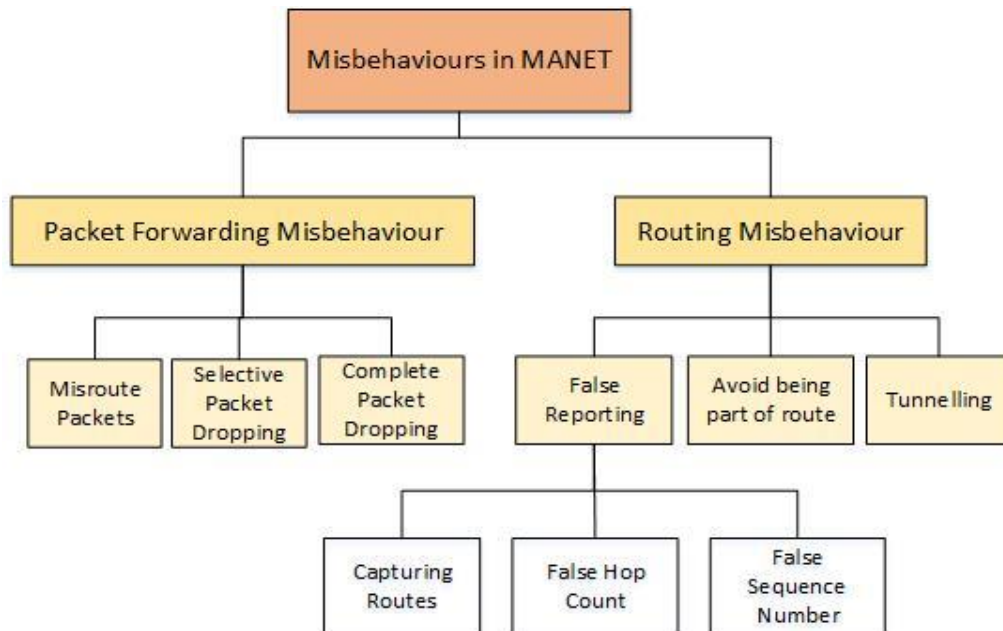 Misbehaviours in MANET
Packet Forwarding Misbehaviour
Routing Misbehaviour
Misroute
Packets
Selective
Packet
Dropping
Complete
Packet
Dropping
False
Reporting
Avoid being
part of route
Tunnelling
Capturing
Routes
False Hop
Count
False
Sequence
Number